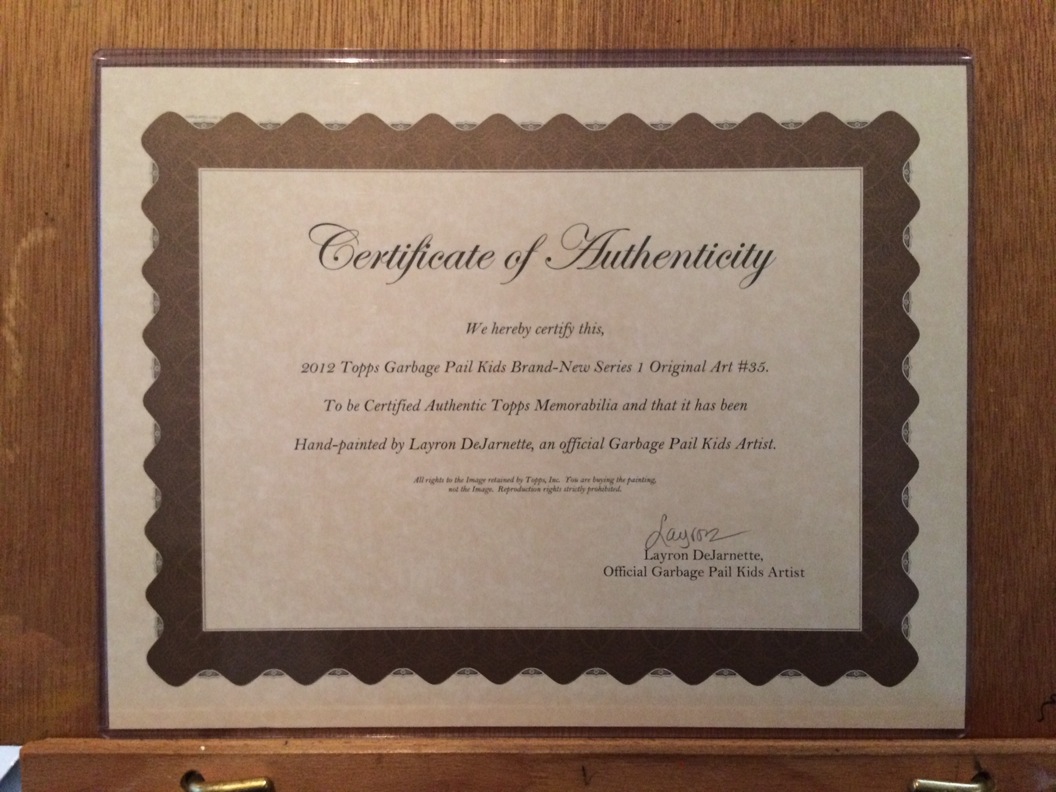 Certificate of Authenticity
We hereby certify this,
2012 Topps Garbage Pail Kids Brand-New Series 1 Original Art #35.
To be Certified Authentic Topps Memorabilia and that it has been
Hand-painted by Layron DeJarnette, an official Garbage Pail Kids Artist.
All rights to the Image retained by Topps, Inc. You are buying the painting,
not the Image. Reproduction rights strictly prohibited.
Layron
Layron DeJarnette,
Official Garbage Pail Kids Artist